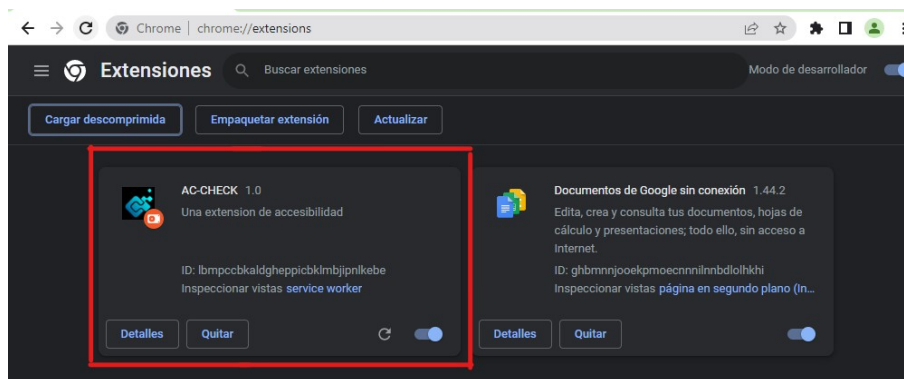 Chrome | chrome://extensions
Extensiones
Buscar extensiones
Modo de desarrollador
Cargar descomprimida
Empaquetar extensión
Actualizar
AC-CHECK 1.0
Una extension de accesibilidad
ID: lbmpccbkaldgheppicbklmbjipnlkebe
Inspeccionar vistas service worker
Detalles
Quitar
Documentos de Google sin conexión 1.44.2
Edita, crea y consulta tus documentos, hojas de
cálculo y presentaciones; todo ello, sin acceso a
Internet.
ID: ghbmnnjooekpmoecnnnilnnbdlolhkhi
Inspeccionar vistas página en segundo plano (In...
Detalles
Quitar